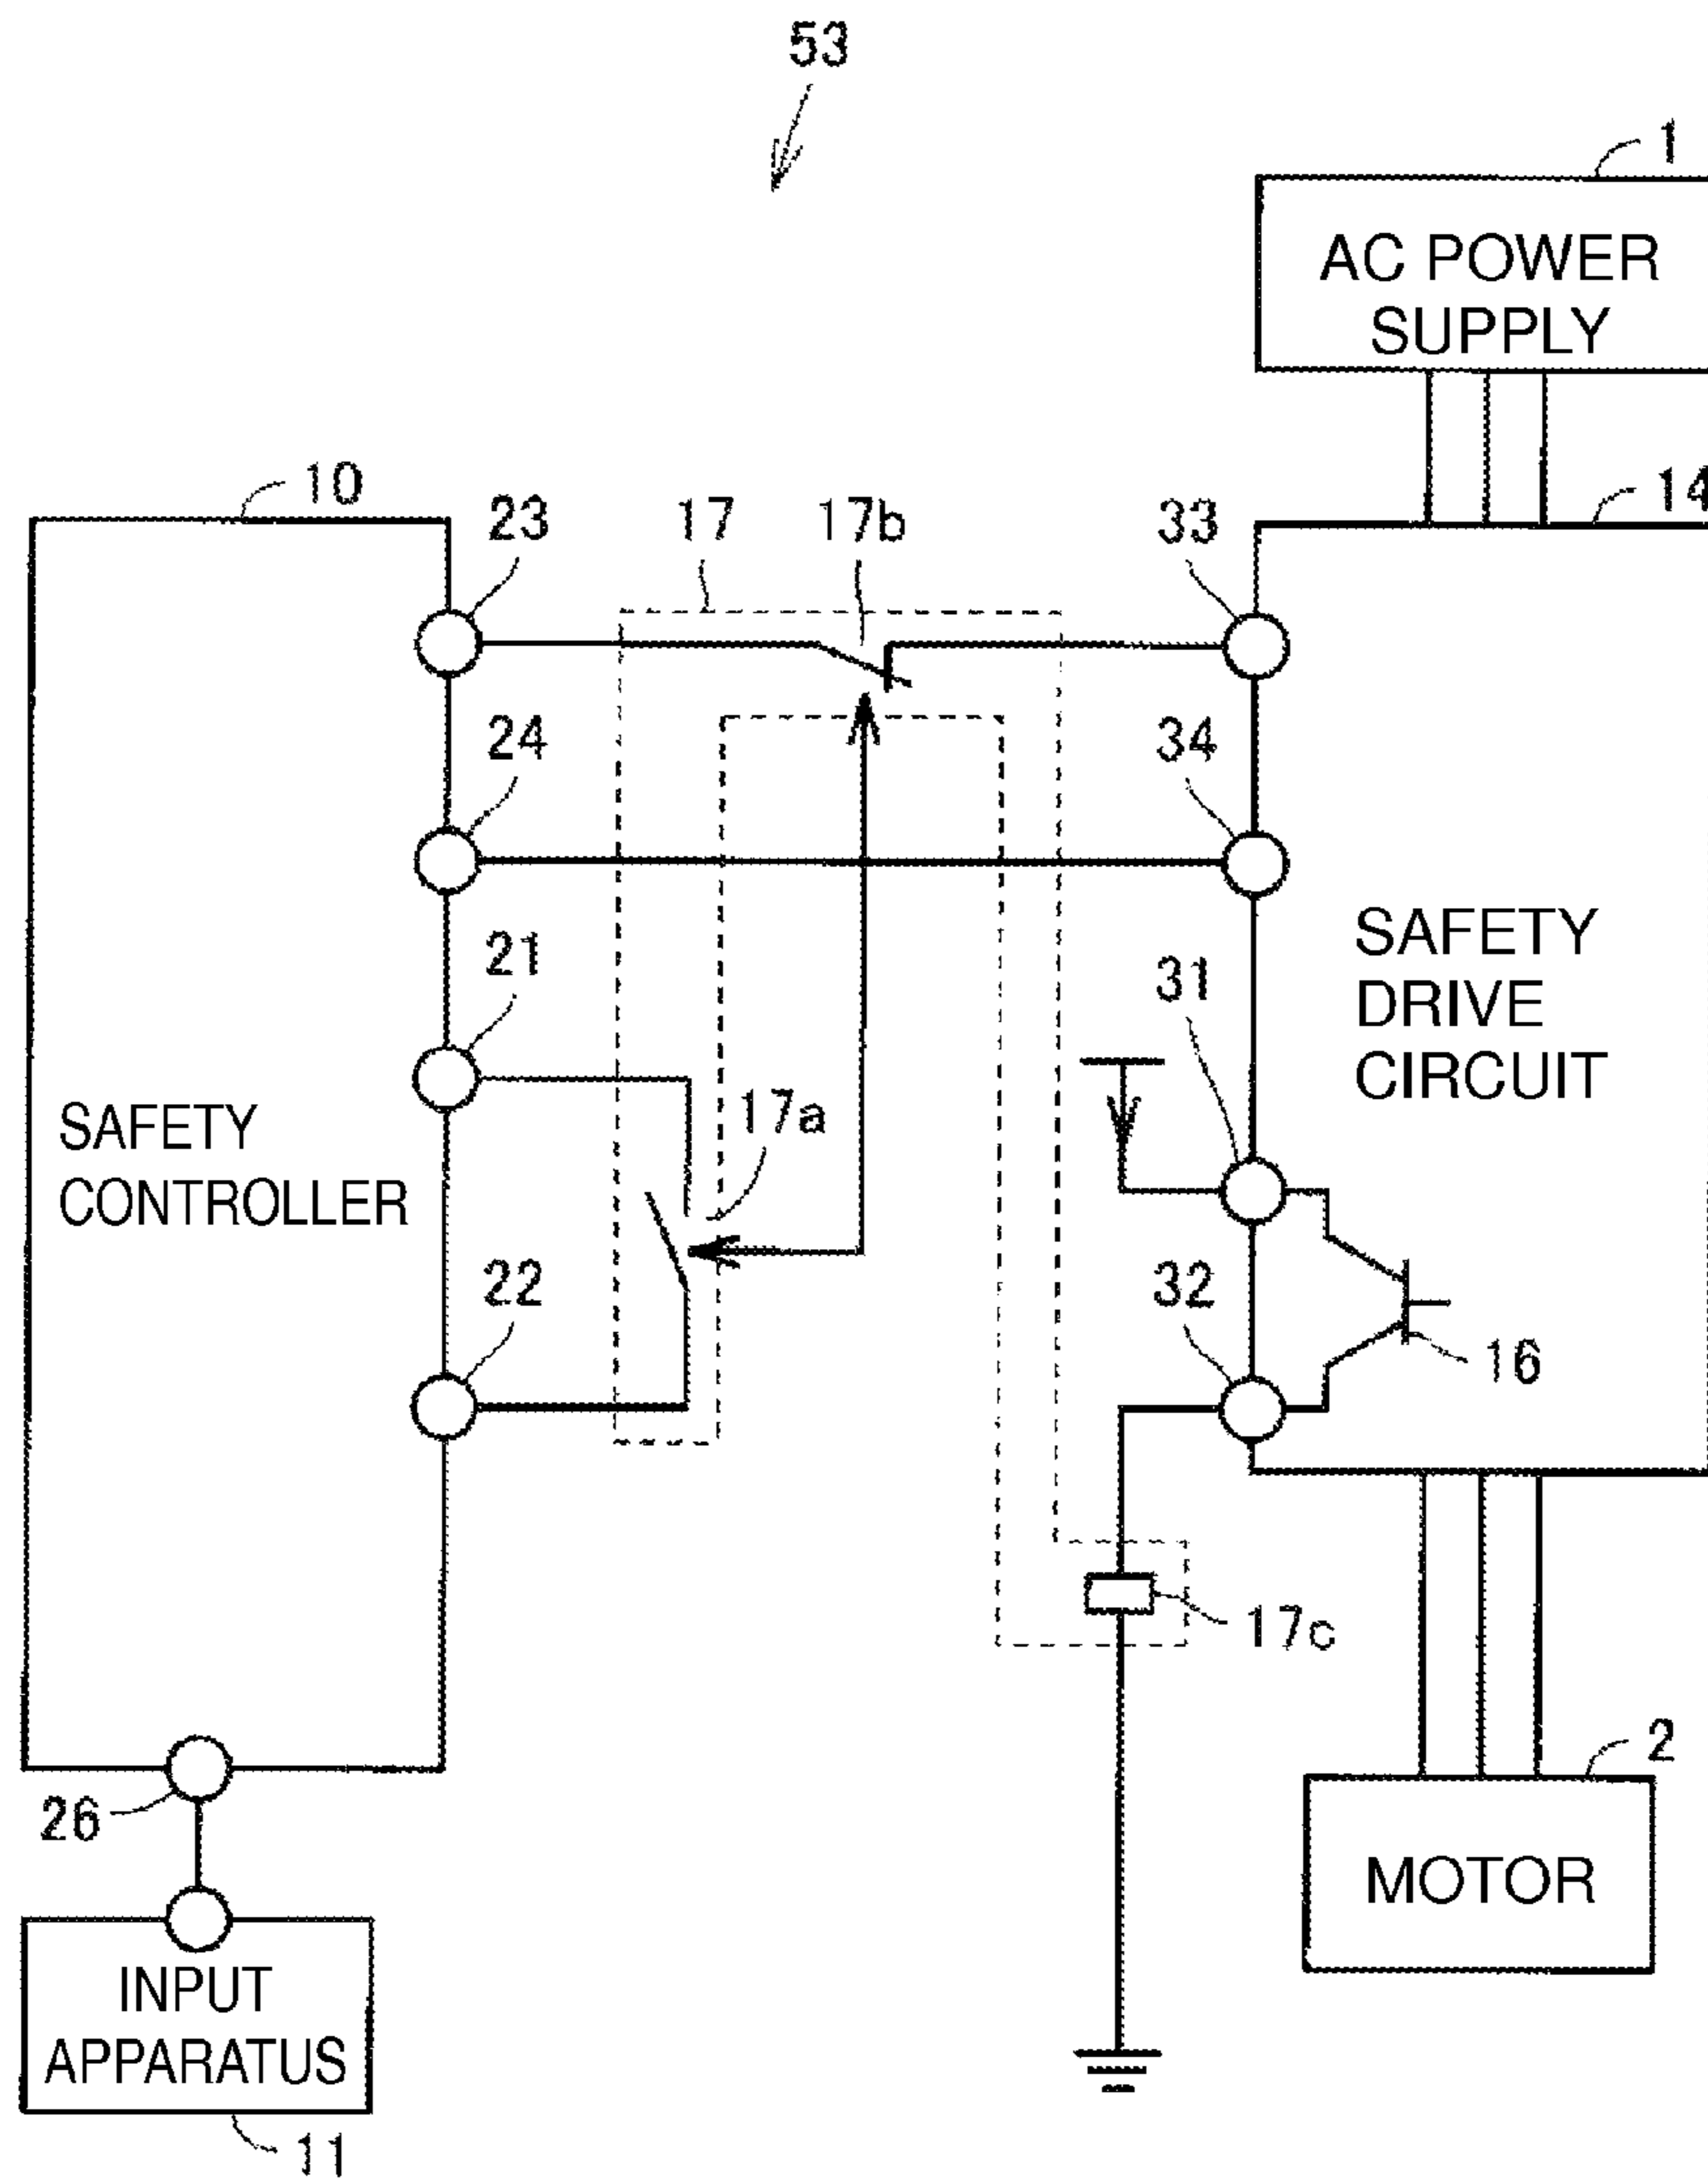 53
1
AC POWER
SUPPLY
10
23
17
17b
33
14
24
34
21
31
SAFETY
DRIVE
CIRCUIT
SAFETY
CONTROLLER
17a
22
32
16
17c
26
2
MOTOR
INPUT
APPARATUS
11